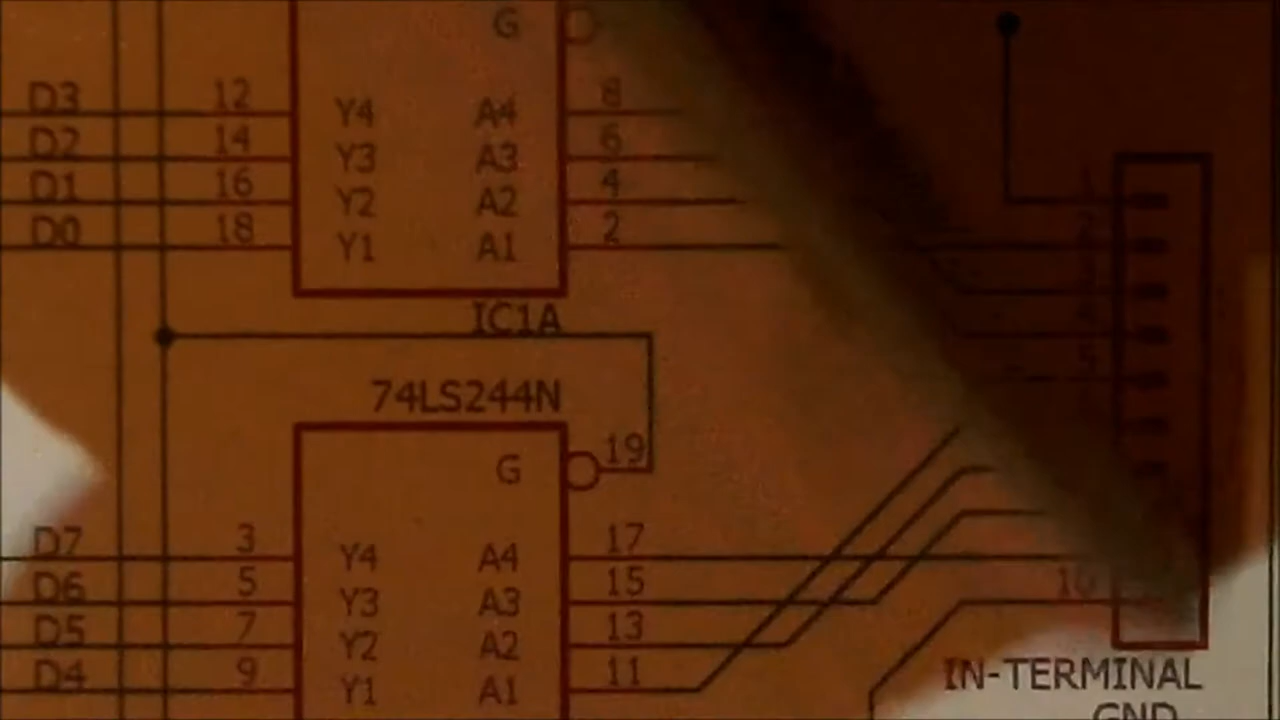 G
D3 12 Y4 A4 8
D2 14 Y3 A3 6
D1 16 Y2 A2 4
D0 18 Y1 A1 2
IC1A
74LS244N
G 19
D7 3 Y4 A4 17
D6 5 Y3 A3 15 10
D5 7 Y2 A2 13
D4 9 Y1 A1 11
IN-TERMINAL
GND